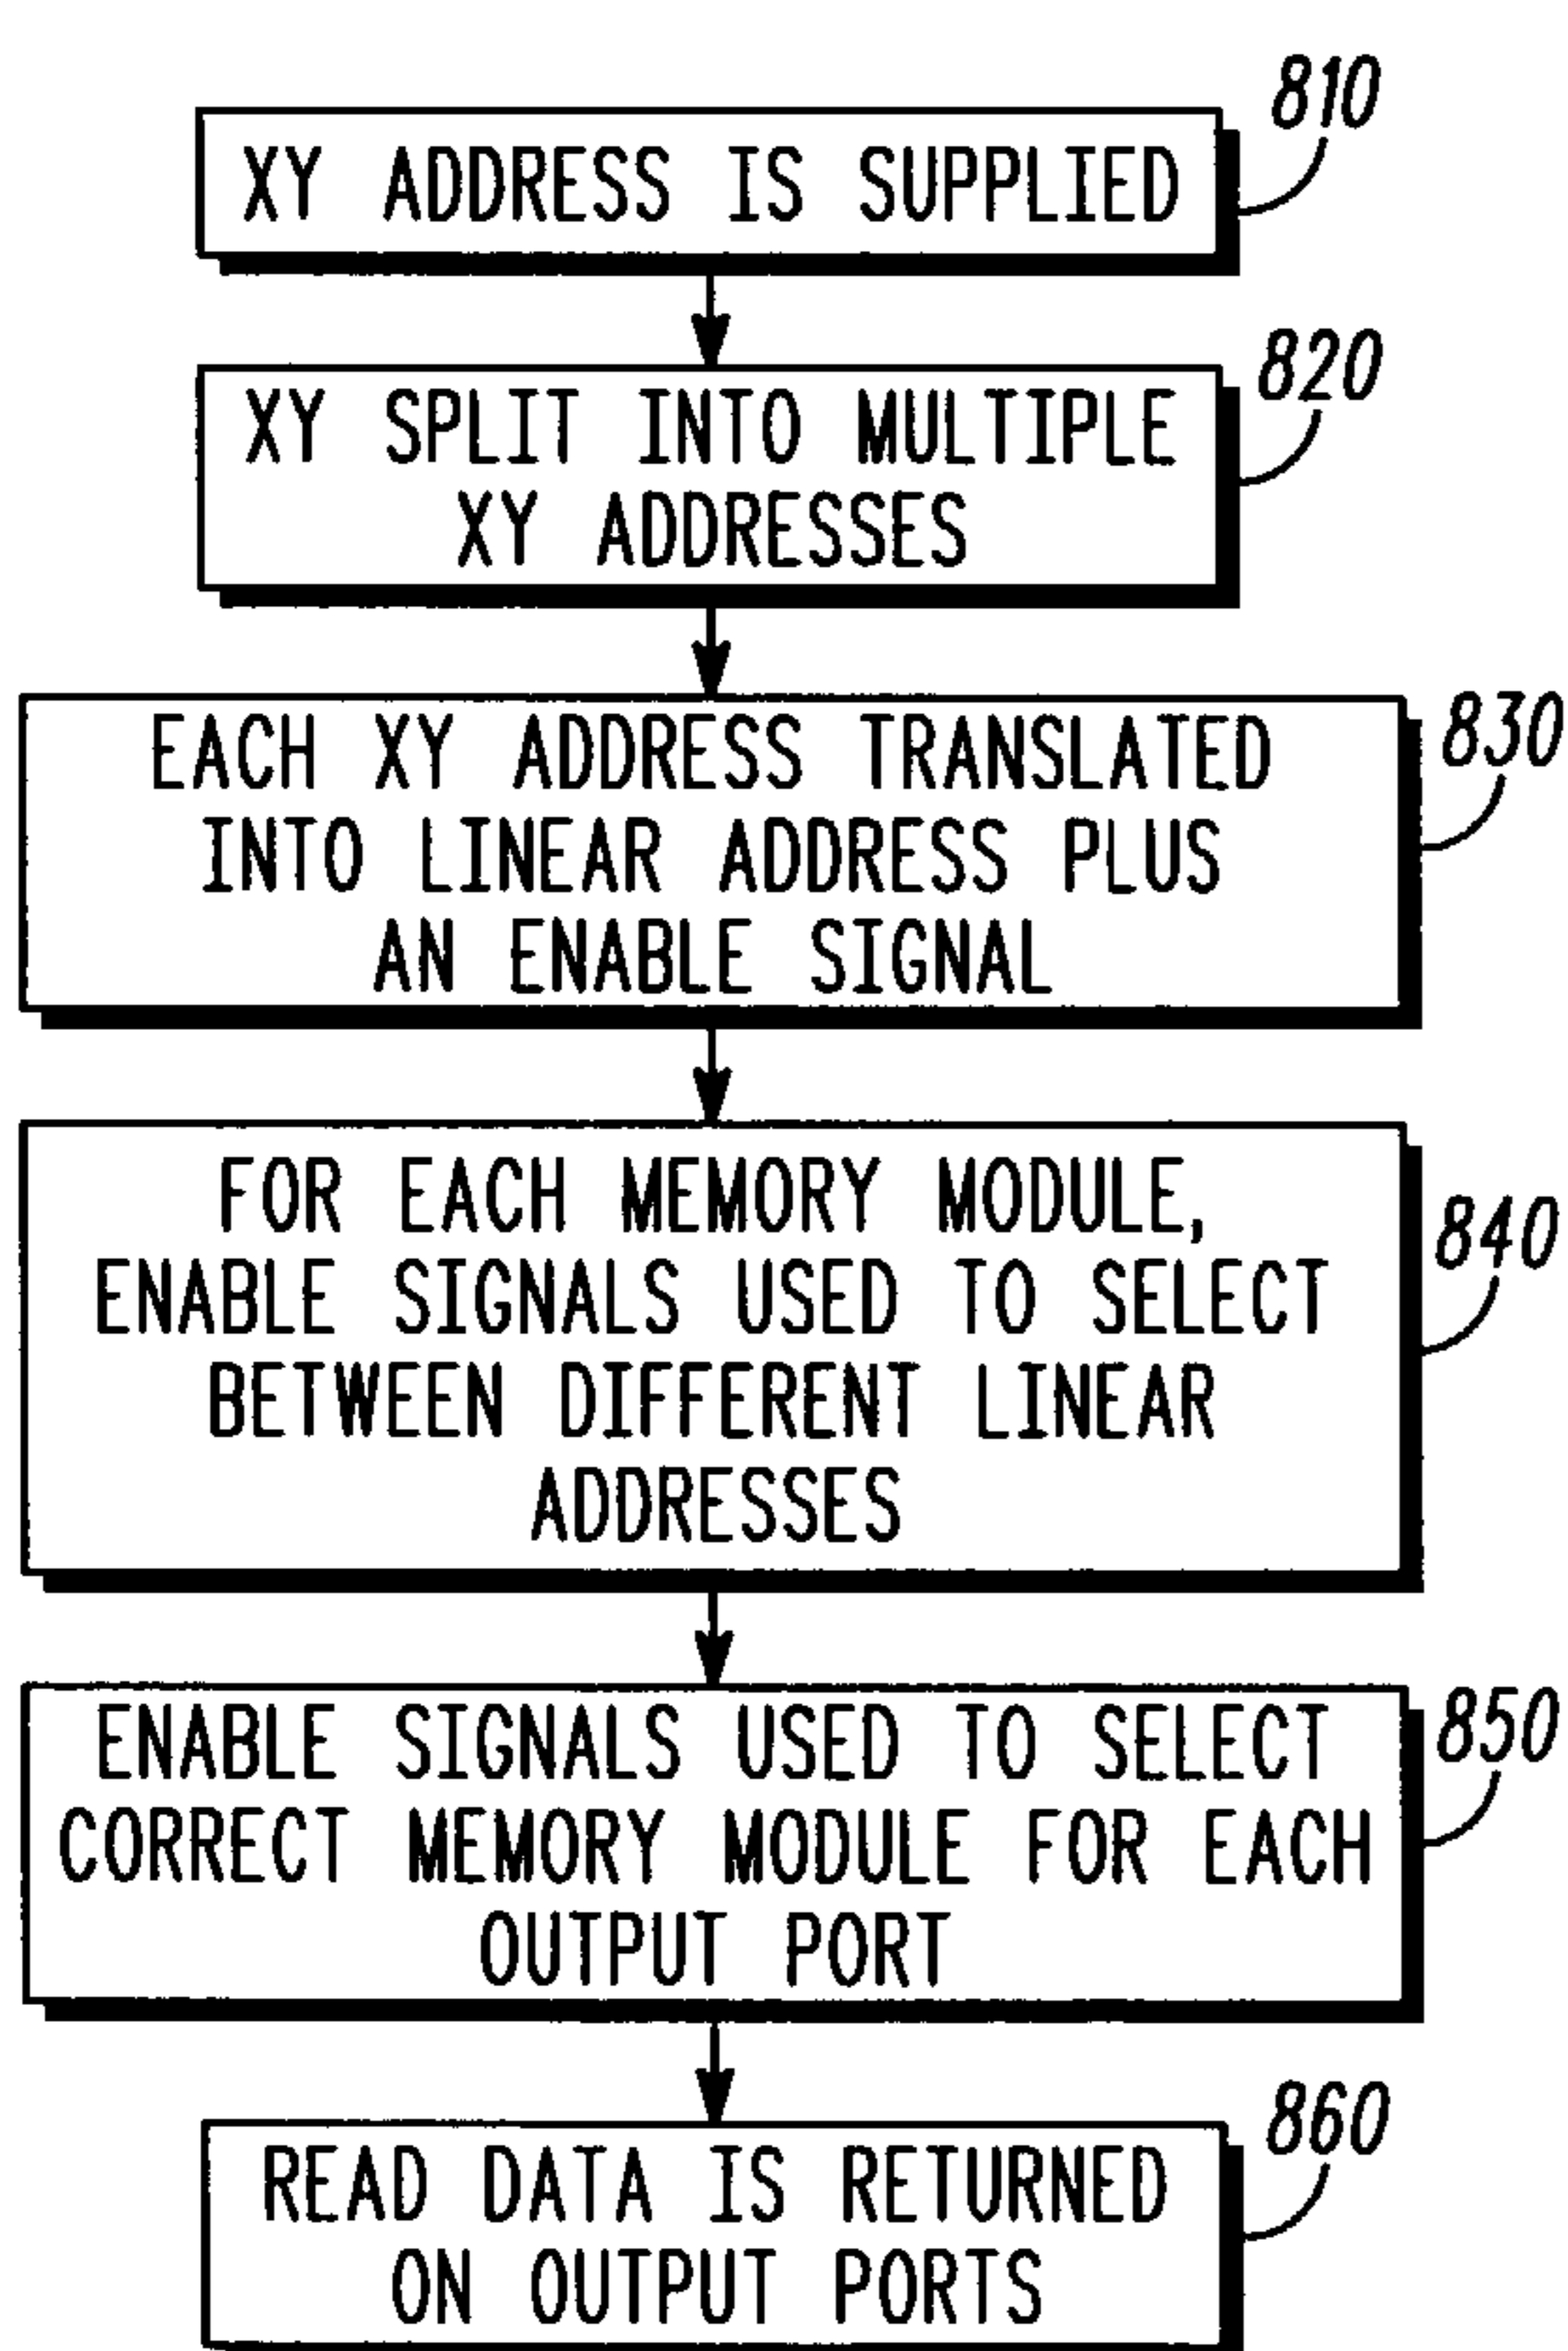 810
XY ADDRESS IS SUPPLIED
820
XY SPLIT INTO MULTIPLE
XY ADDRESSES
830
EACH XY ADDRESS TRANSLATED
INTO LINEAR ADDRESS PLUS
AN ENABLE SIGNAL
840
FOR EACH MEMORY MODULE,
ENABLE SIGNALS USED TO SELECT
BETWEEN DIFFERENT LINEAR
ADDRESSES
850
ENABLE SIGNALS USED TO SELECT
CORRECT MEMORY MODULE FOR EACH
OUTPUT PORT
860
READ DATA IS RETURNED
ON OUTPUT PORTS